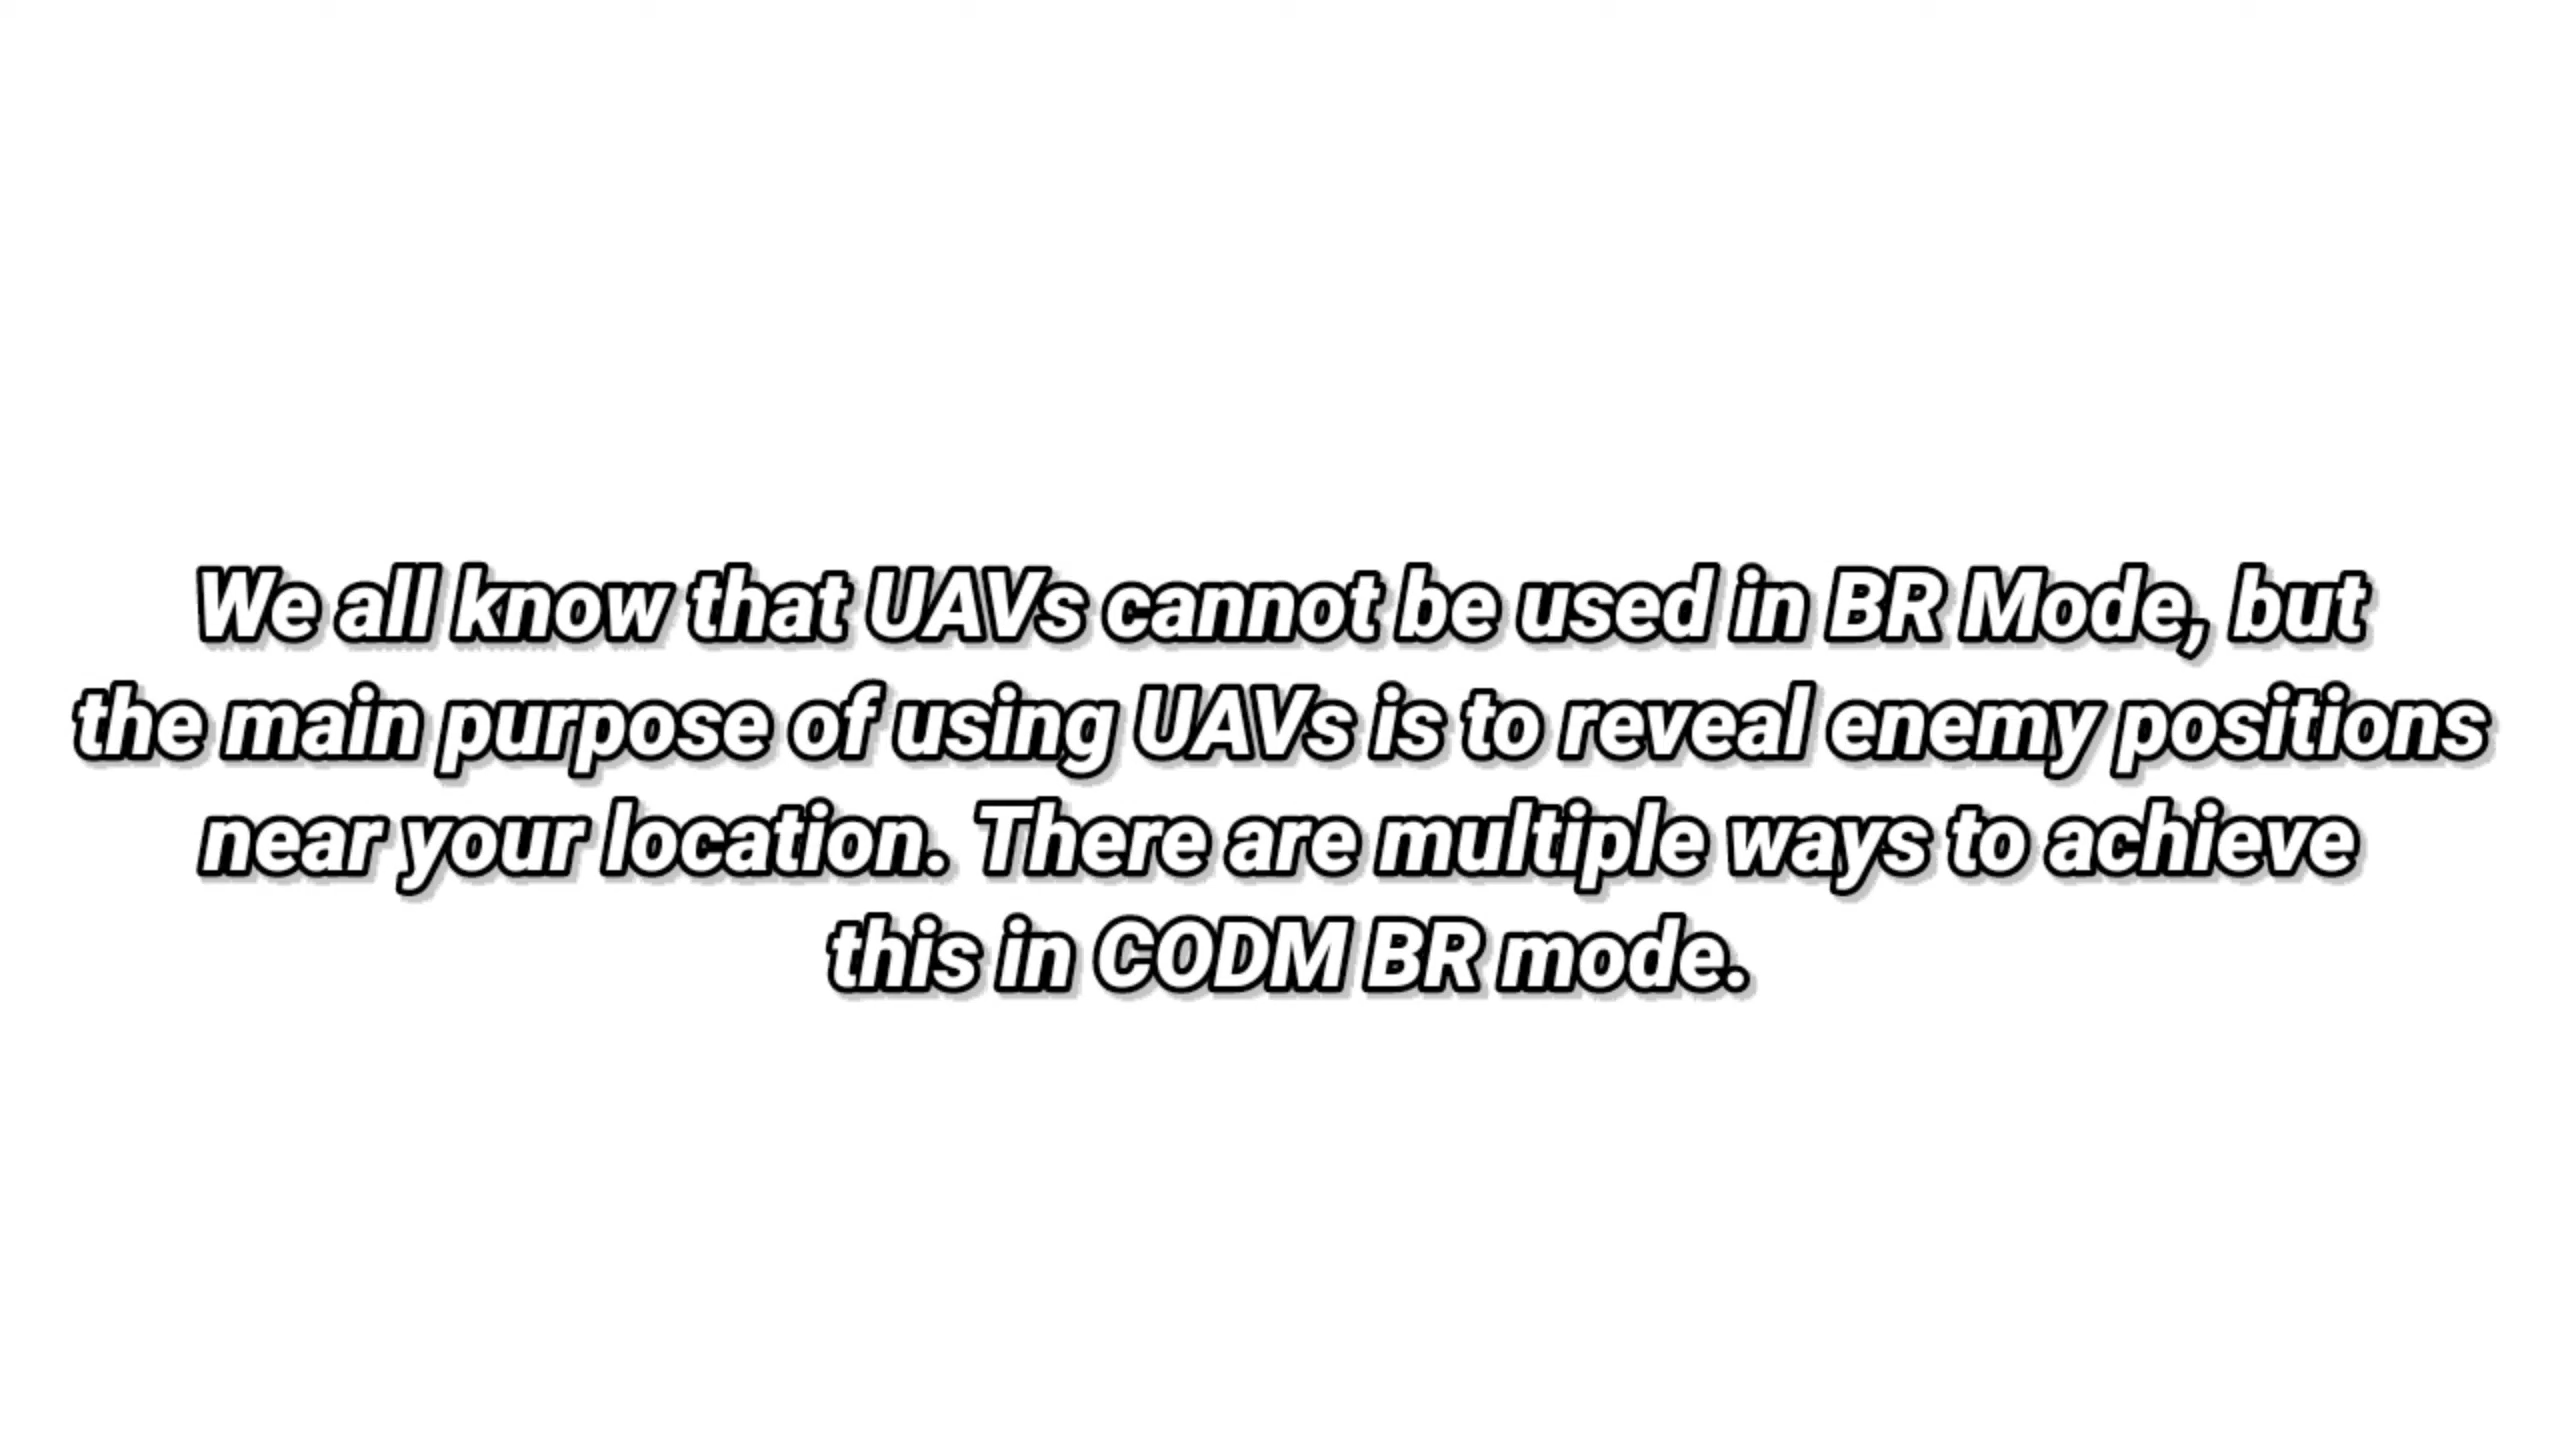 We all know that UAVs cannot be used in BR Mode, but
the main purpose of using UAVs is to reveal enemy positions
near your location. There are multiple ways to achieve
this in CODM BR mode.